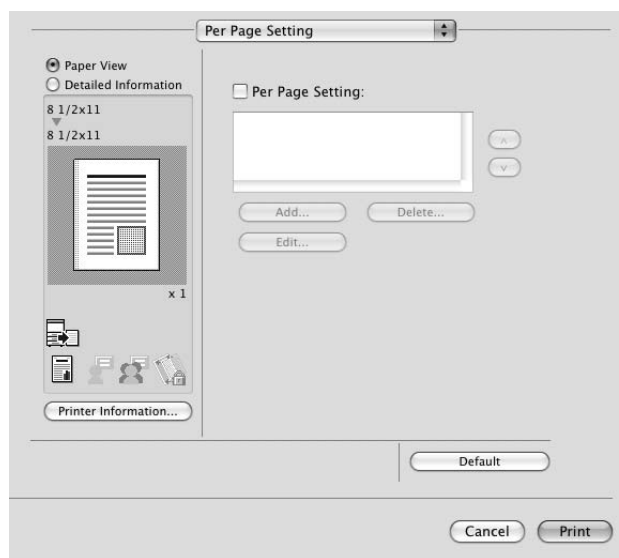 Per Page Setting
Paper View
Detailed Information
8 1/2x11
8 1/2x11
x 1
Printer Information...
Per Page Setting:
Add...
Delete...
Edit...
Default
Cancel
Print